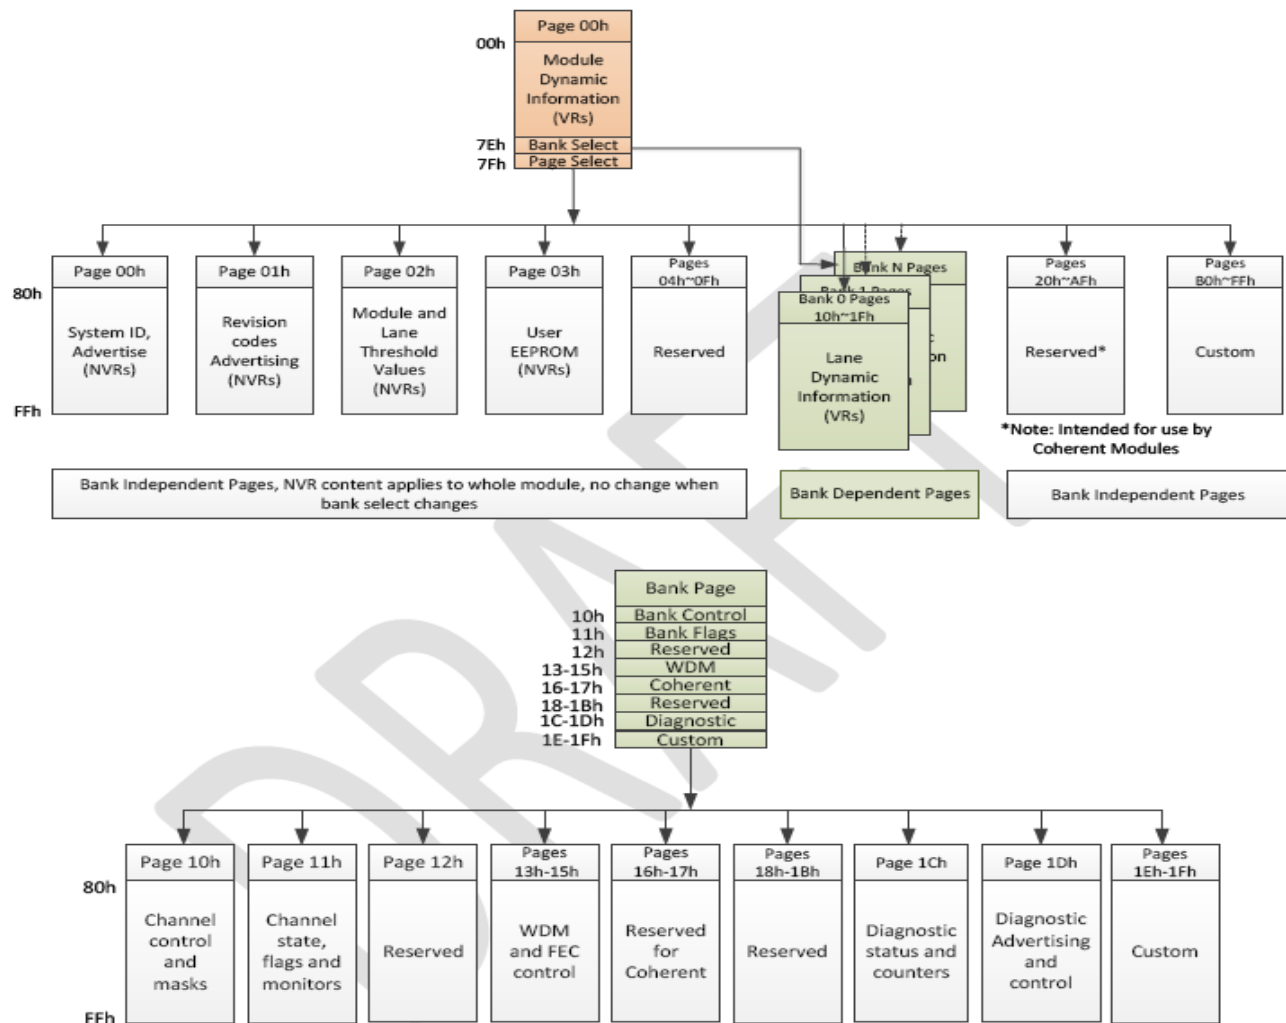 Page 00h
00h
Module
Dynamic
Information
(VRs)
7Eh
Bank Select
7Fh
Page Select
Page 00h
Page 01h
Page 02h
Page 03h
Pages
04h~0Fh
Bank N Pages
Bank 1 Pages
Bank 0 Pages
10h~1Fh
Pages
20h~AFh
Pages
B0h~FFh
80h
System ID,
Advertise
(NVRs)
Revision
codes
Advertising
(NVRs)
Module and
Lane
Threshold
Values
(NVRs)
User
EEPROM
(NVRs)
Reserved
Lane
Dynamic
Information
(VRs)
Reserved*
Custom
FFh
*Note: Intended for use by
Coherent Modules
Bank Independent Pages, NVR content applies to whole module, no change when
bank select changes
Bank Dependent Pages
Bank Independent Pages
Bank Page
10h
Bank Control
11h
Bank Flags
12h
Reserved
13-15h
WDM
16-17h
Coherent
18-1Bh
Reserved
1C-1Dh
Diagnostic
1E-1Fh
Custom
Page 10h
Page 11h
Page 12h
Pages
13h-15h
Pages
16h-17h
Pages
18h-1Bh
Page 1Ch
Page 1Dh
Pages
1Eh-1Fh
80h
Channel
control
and
masks
Channel
state,
flags and
monitors
Reserved
WDM
and FEC
control
Reserved
for
Coherent
Reserved
Diagnostic
status and
counters
Diagnostic
Advertising
and
control
Custom
FFh
DRAFT